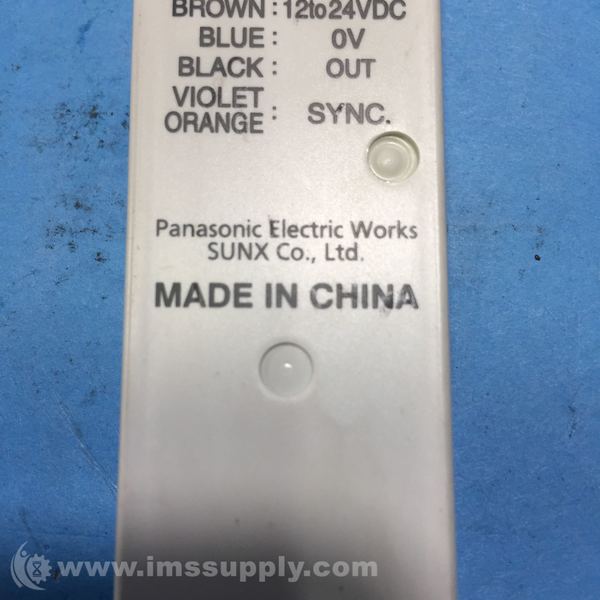 BROWN : 12to24VDC
BLUE : 0V
BLACK : OUT
VIOLET
ORANGE : SYNC.
Panasonic Electric Works
SUNX Co., Ltd.
MADE IN CHINA
www.imssupply.com